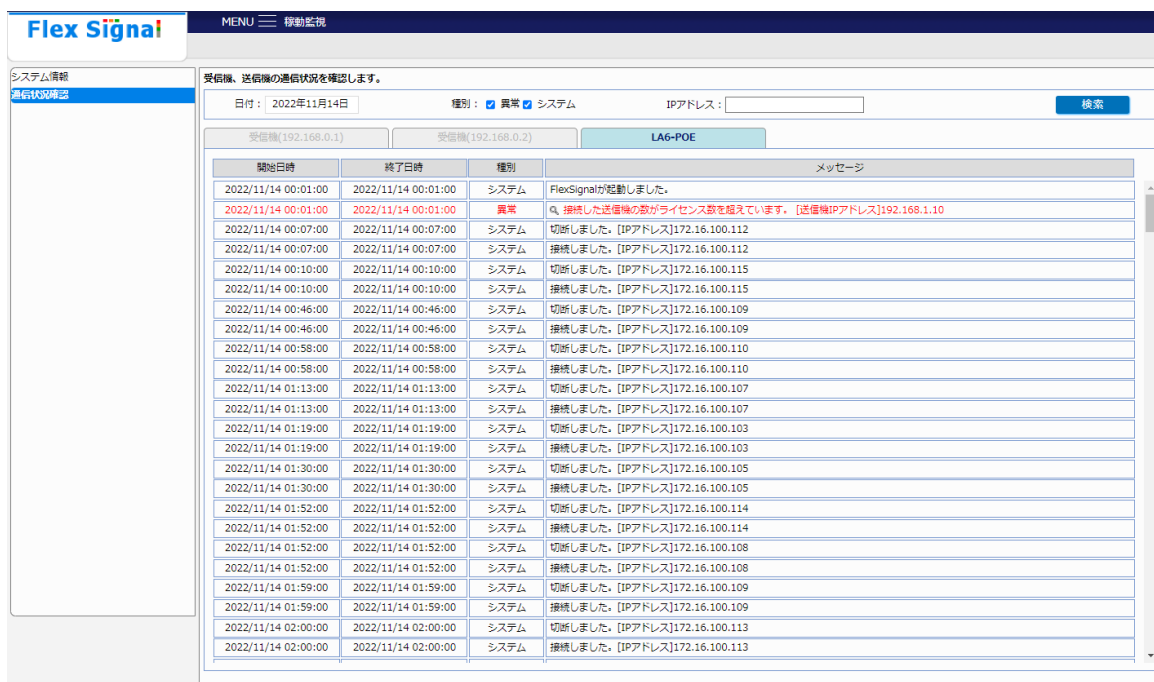 Flex Signal
MENU 稼動監視
システム情報
通信状況確認
受信機、送信機の通信状況を確認します。
日付： 2022年11月14日 種別： 異常 システム IPアドレス： 検索
受信機(192.168.0.1) 受信機(192.168.0.2) LA6-POE
開始日時 終了日時 種別 メッセージ
2022/11/14 00:01:00 2022/11/14 00:01:00 システム FlexSignalが起動しました。
2022/11/14 00:01:00 2022/11/14 00:01:00 異常 接続した送信機の数がライセンス数を超えています。 [送信機IPアドレス]192.168.1.10
2022/11/14 00:07:00 2022/11/14 00:07:00 システム 切断しました。[IPアドレス]172.16.100.112
2022/11/14 00:07:00 2022/11/14 00:07:00 システム 接続しました。[IPアドレス]172.16.100.112
2022/11/14 00:10:00 2022/11/14 00:10:00 システム 切断しました。[IPアドレス]172.16.100.115
2022/11/14 00:10:00 2022/11/14 00:10:00 システム 接続しました。[IPアドレス]172.16.100.115
2022/11/14 00:46:00 2022/11/14 00:46:00 システム 切断しました。[IPアドレス]172.16.100.109
2022/11/14 00:46:00 2022/11/14 00:46:00 システム 接続しました。[IPアドレス]172.16.100.109
2022/11/14 00:58:00 2022/11/14 00:58:00 システム 切断しました。[IPアドレス]172.16.100.110
2022/11/14 00:58:00 2022/11/14 00:58:00 システム 接続しました。[IPアドレス]172.16.100.110
2022/11/14 01:13:00 2022/11/14 01:13:00 システム 切断しました。[IPアドレス]172.16.100.107
2022/11/14 01:13:00 2022/11/14 01:13:00 システム 接続しました。[IPアドレス]172.16.100.107
2022/11/14 01:19:00 2022/11/14 01:19:00 システム 切断しました。[IPアドレス]172.16.100.103
2022/11/14 01:19:00 2022/11/14 01:19:00 システム 接続しました。[IPアドレス]172.16.100.103
2022/11/14 01:30:00 2022/11/14 01:30:00 システム 切断しました。[IPアドレス]172.16.100.105
2022/11/14 01:30:00 2022/11/14 01:30:00 システム 接続しました。[IPアドレス]172.16.100.105
2022/11/14 01:52:00 2022/11/14 01:52:00 システム 切断しました。[IPアドレス]172.16.100.114
2022/11/14 01:52:00 2022/11/14 01:52:00 システム 接続しました。[IPアドレス]172.16.100.114
2022/11/14 01:52:00 2022/11/14 01:52:00 システム 切断しました。[IPアドレス]172.16.100.108
2022/11/14 01:52:00 2022/11/14 01:52:00 システム 接続しました。[IPアドレス]172.16.100.108
2022/11/14 01:59:00 2022/11/14 01:59:00 システム 切断しました。[IPアドレス]172.16.100.109
2022/11/14 01:59:00 2022/11/14 01:59:00 システム 接続しました。[IPアドレス]172.16.100.109
2022/11/14 02:00:00 2022/11/14 02:00:00 システム 切断しました。[IPアドレス]172.16.100.113
2022/11/14 02:00:00 2022/11/14 02:00:00 システム 接続しました。[IPアドレス]172.16.100.113